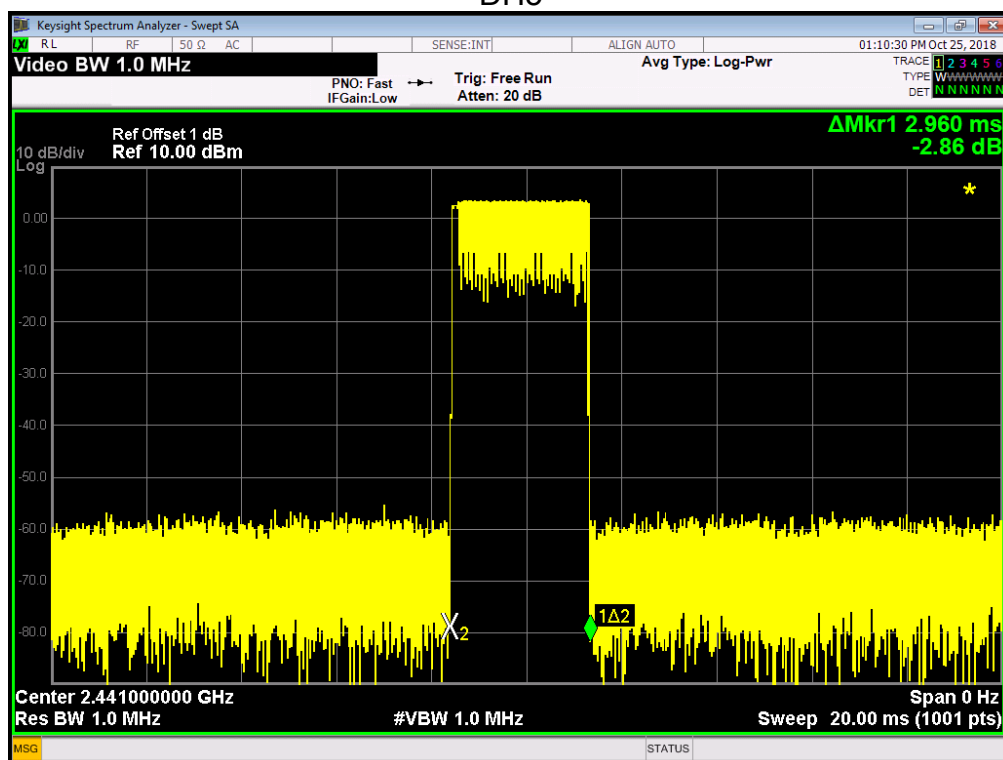 Keysight Spectrum Analyzer - Swept SA
LXI RL RF 50 Ω AC SENSE:INT ALIGN AUTO 01:10:30 PM Oct 25, 2018
Video BW 1.0 MHz
PNO: Fast
IFGain:Low
Trig: Free Run
Atten: 20 dB
Avg Type: Log-Pwr
TRACE 1 2 3 4 5 6
TYPE WWWWWW
DET N N N N N N
Ref Offset 1 dB
10 dB/div Ref 10.00 dBm
Log
ΔMkr1 2.960 ms
-2.86 dB
*
0.00
-10.0
-20.0
-30.0
-40.0
-50.0
-60.0
-70.0
-80.0
X2
1Δ2
Center 2.441000000 GHz Span 0 Hz
Res BW 1.0 MHz #VBW 1.0 MHz Sweep 20.00 ms (1001 pts)
MSG STATUS